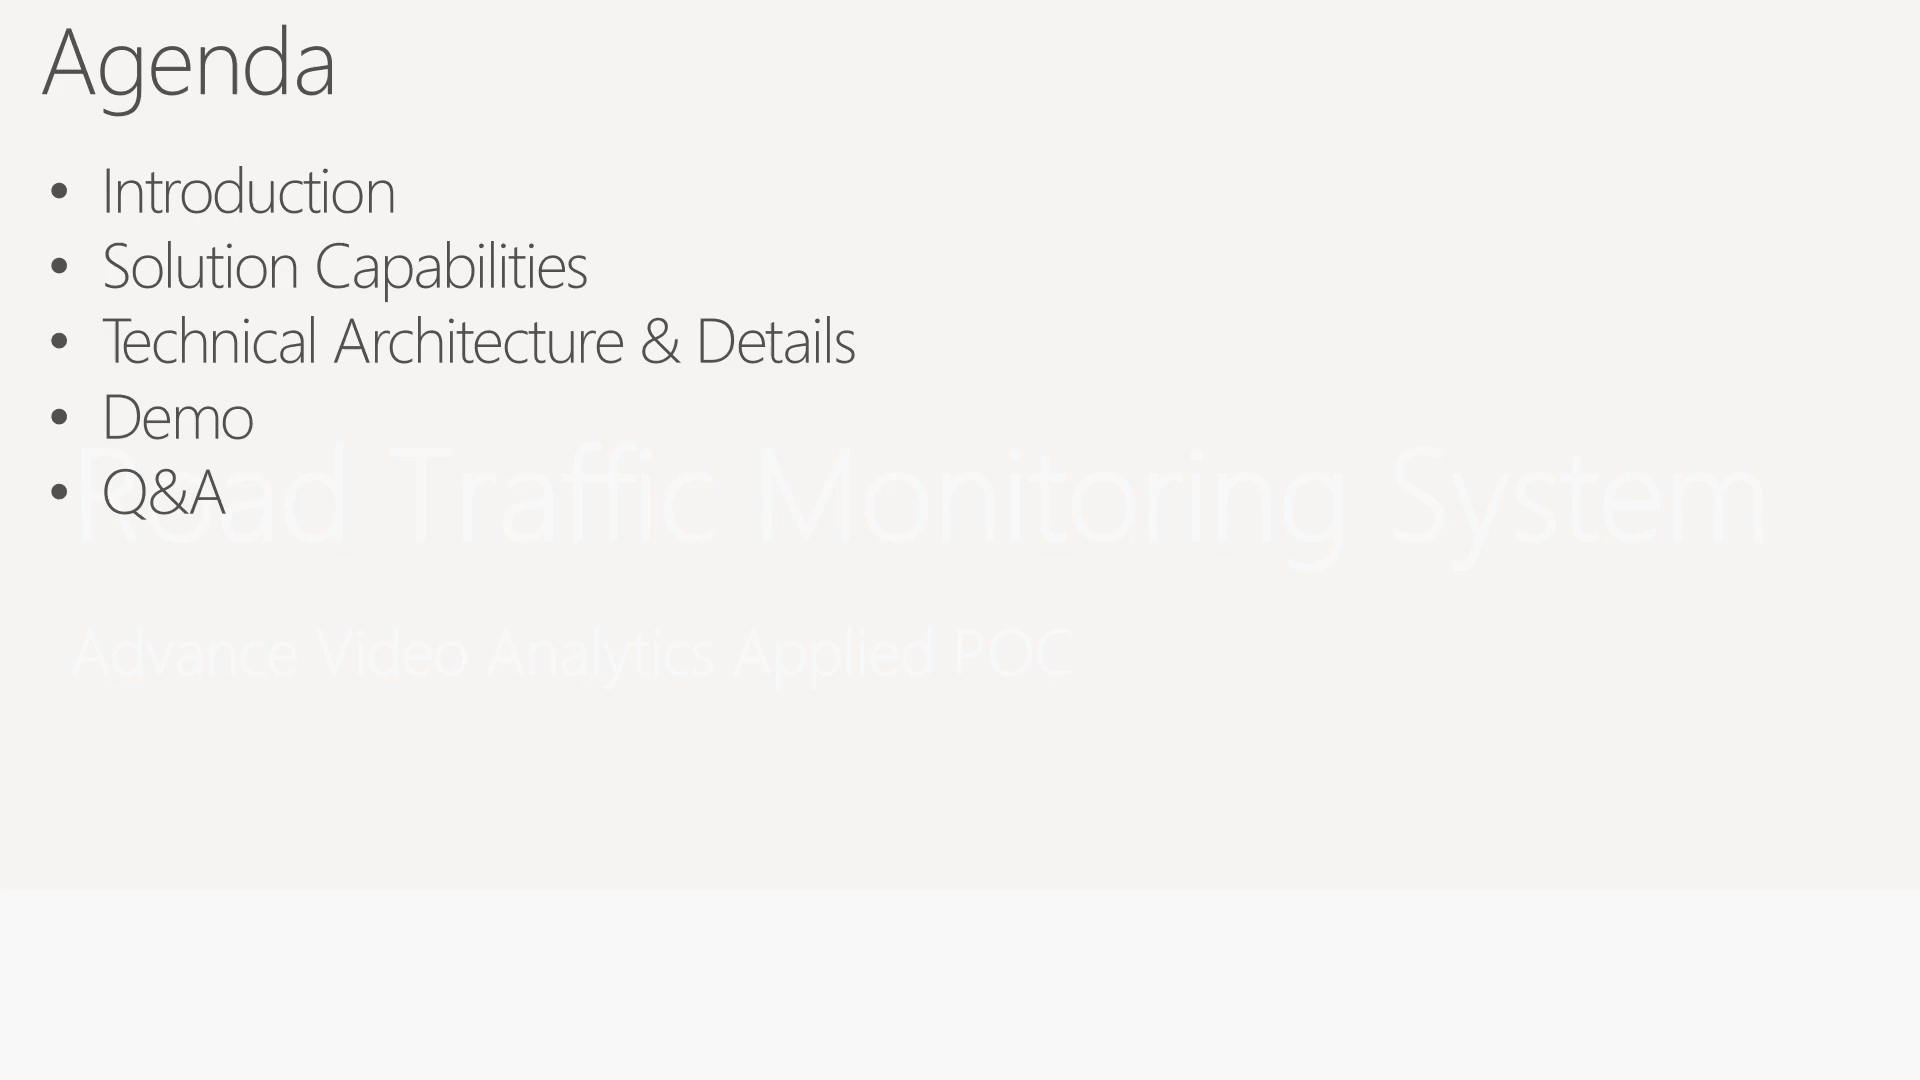 Agenda
• Introduction
• Solution Capabilities
• Technical Architecture & Details
• Demo
• Q&A
Road Traffic Monitoring System
Advance Video Analytics Applied POC